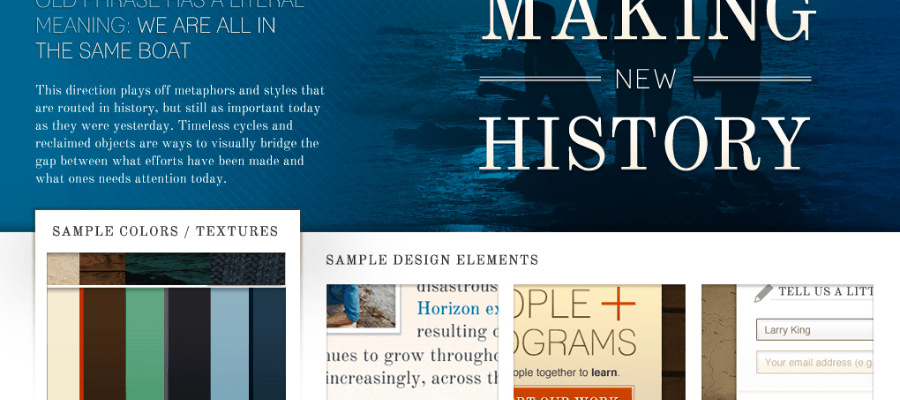 OLD PHRASE HAS A LITERAL
MEANING: WE ARE ALL IN
THE SAME BOAT
This direction plays off metaphors and styles that
are routed in history, but still as important today
as they were yesterday. Timeless cycles and
reclaimed objects are ways to visually bridge the
gap between what efforts have been made and
what ones needs attention today.
MAKING
NEW
HISTORY
SAMPLE COLORS / TEXTURES
SAMPLE DESIGN ELEMENTS
disastrous
Horizon ex
resulting o
nues to grow througho
increasingly, across th
OPLE +
OGRAMS
ople together to learn.
RT OUR WORK
TELL US A LITT
Larry King
Your email address (e.g.